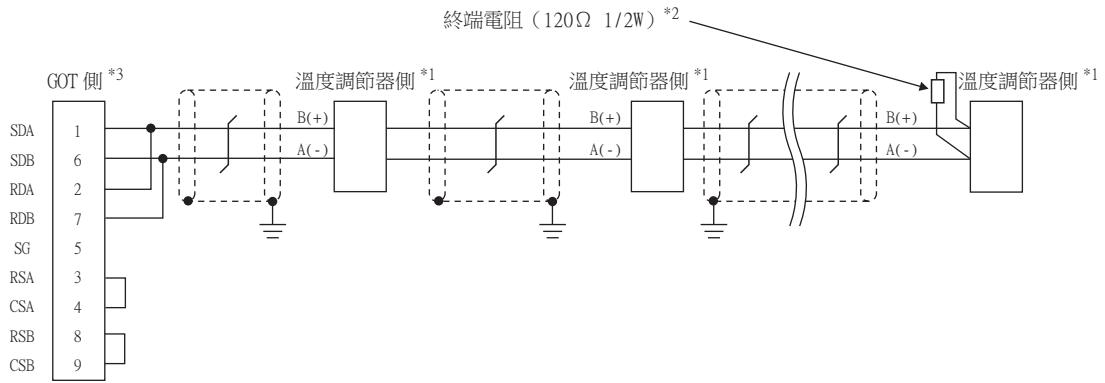 終端電阻（120Ω 1/2W）*2
GOT 側 *3
溫度調節器側 *1
溫度調節器側 *1
溫度調節器側 *1
SDA 1 B(+) B(+) B(+)
SDB 6 A(-) A(-) A(-)
RDA 2
RDB 7
SG 5
RSA 3
CSA 4
RSB 8
CSB 9